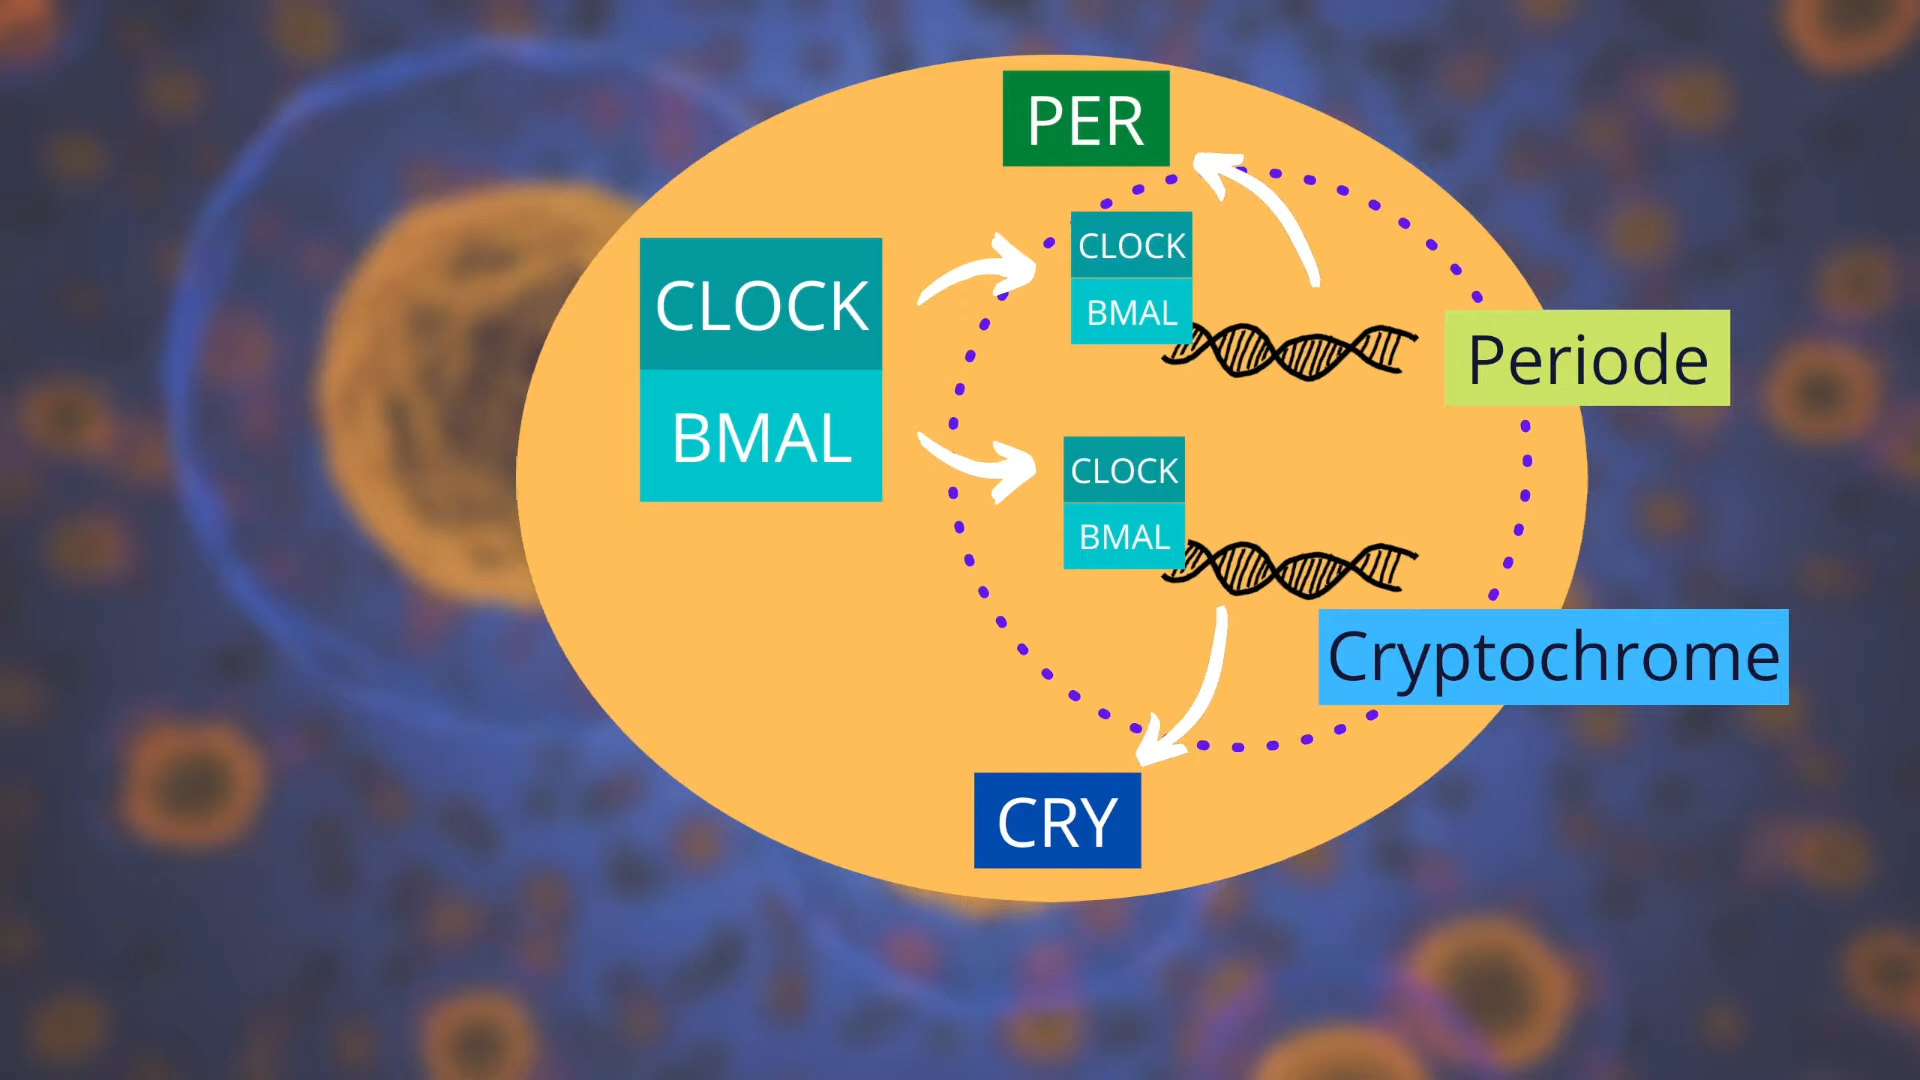 PER
CLOCK
BMAL
CLOCK
BMAL
Periode
CLOCK
BMAL
Cryptochrome
CRY